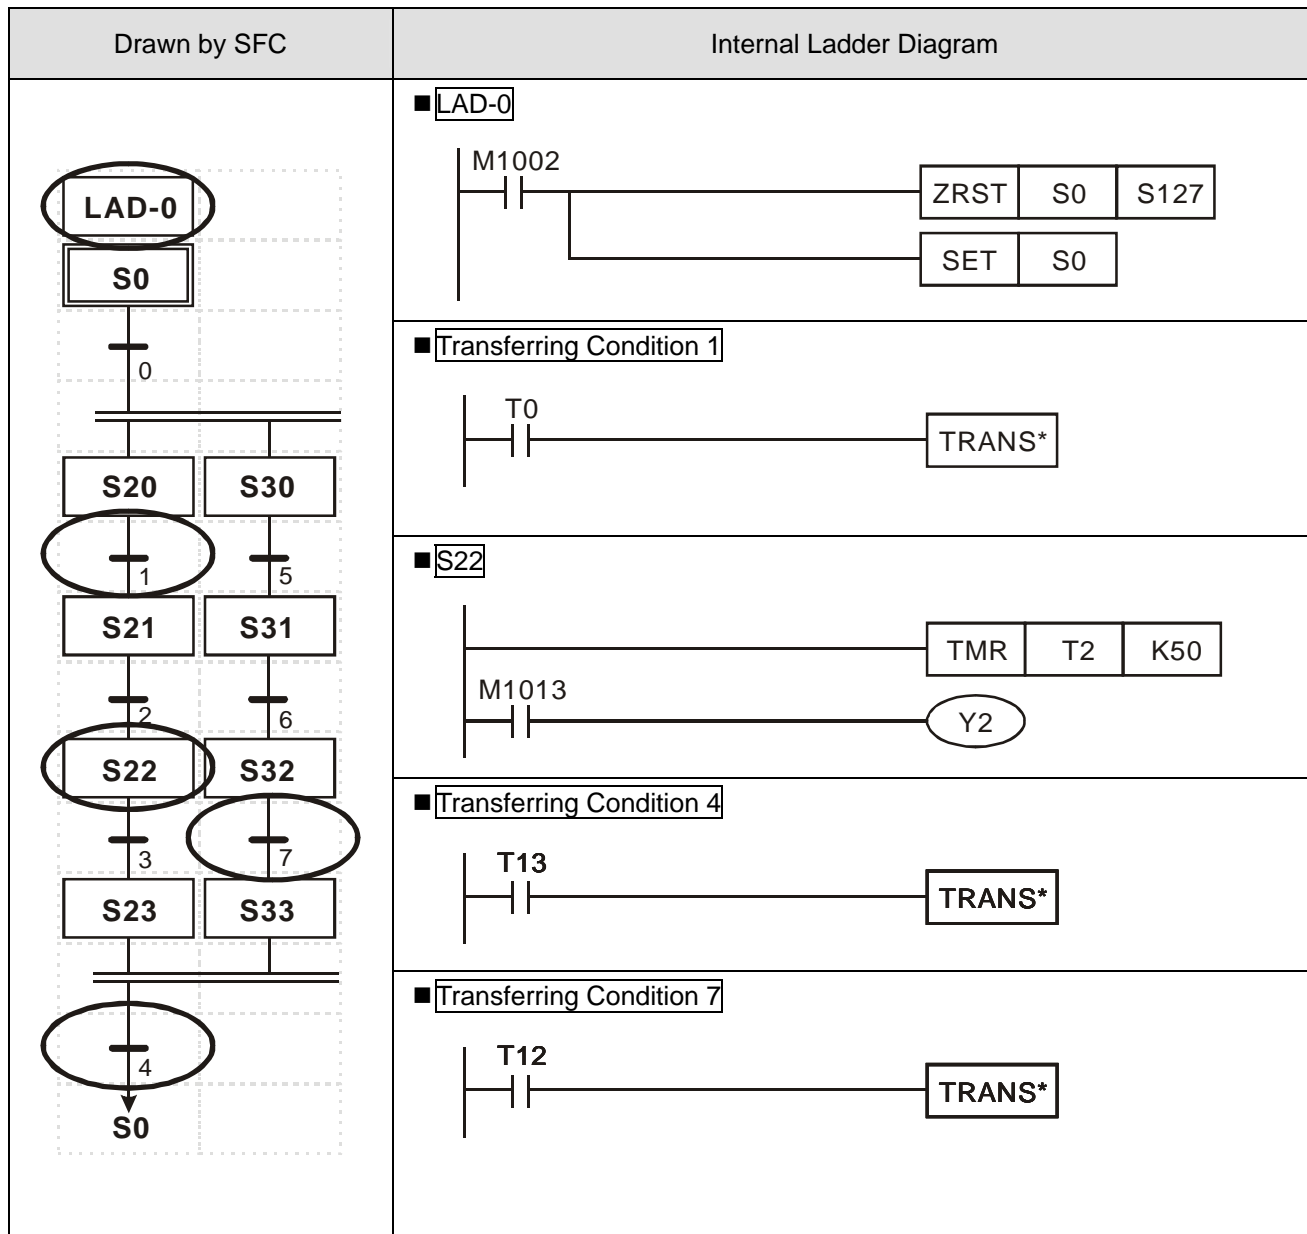 Drawn by SFC
Internal Ladder Diagram
LAD-0
S0
0
S20 S30
1 5
S21 S31
2 6
S22 S32
3 7
S23 S33
4
S0
LAD-0
M1002
ZRST S0 S127
SET S0
Transferring Condition 1
T0
TRANS*
S22
TMR T2 K50
M1013
Y2
Transferring Condition 4
T13
TRANS*
Transferring Condition 7
T12
TRANS*